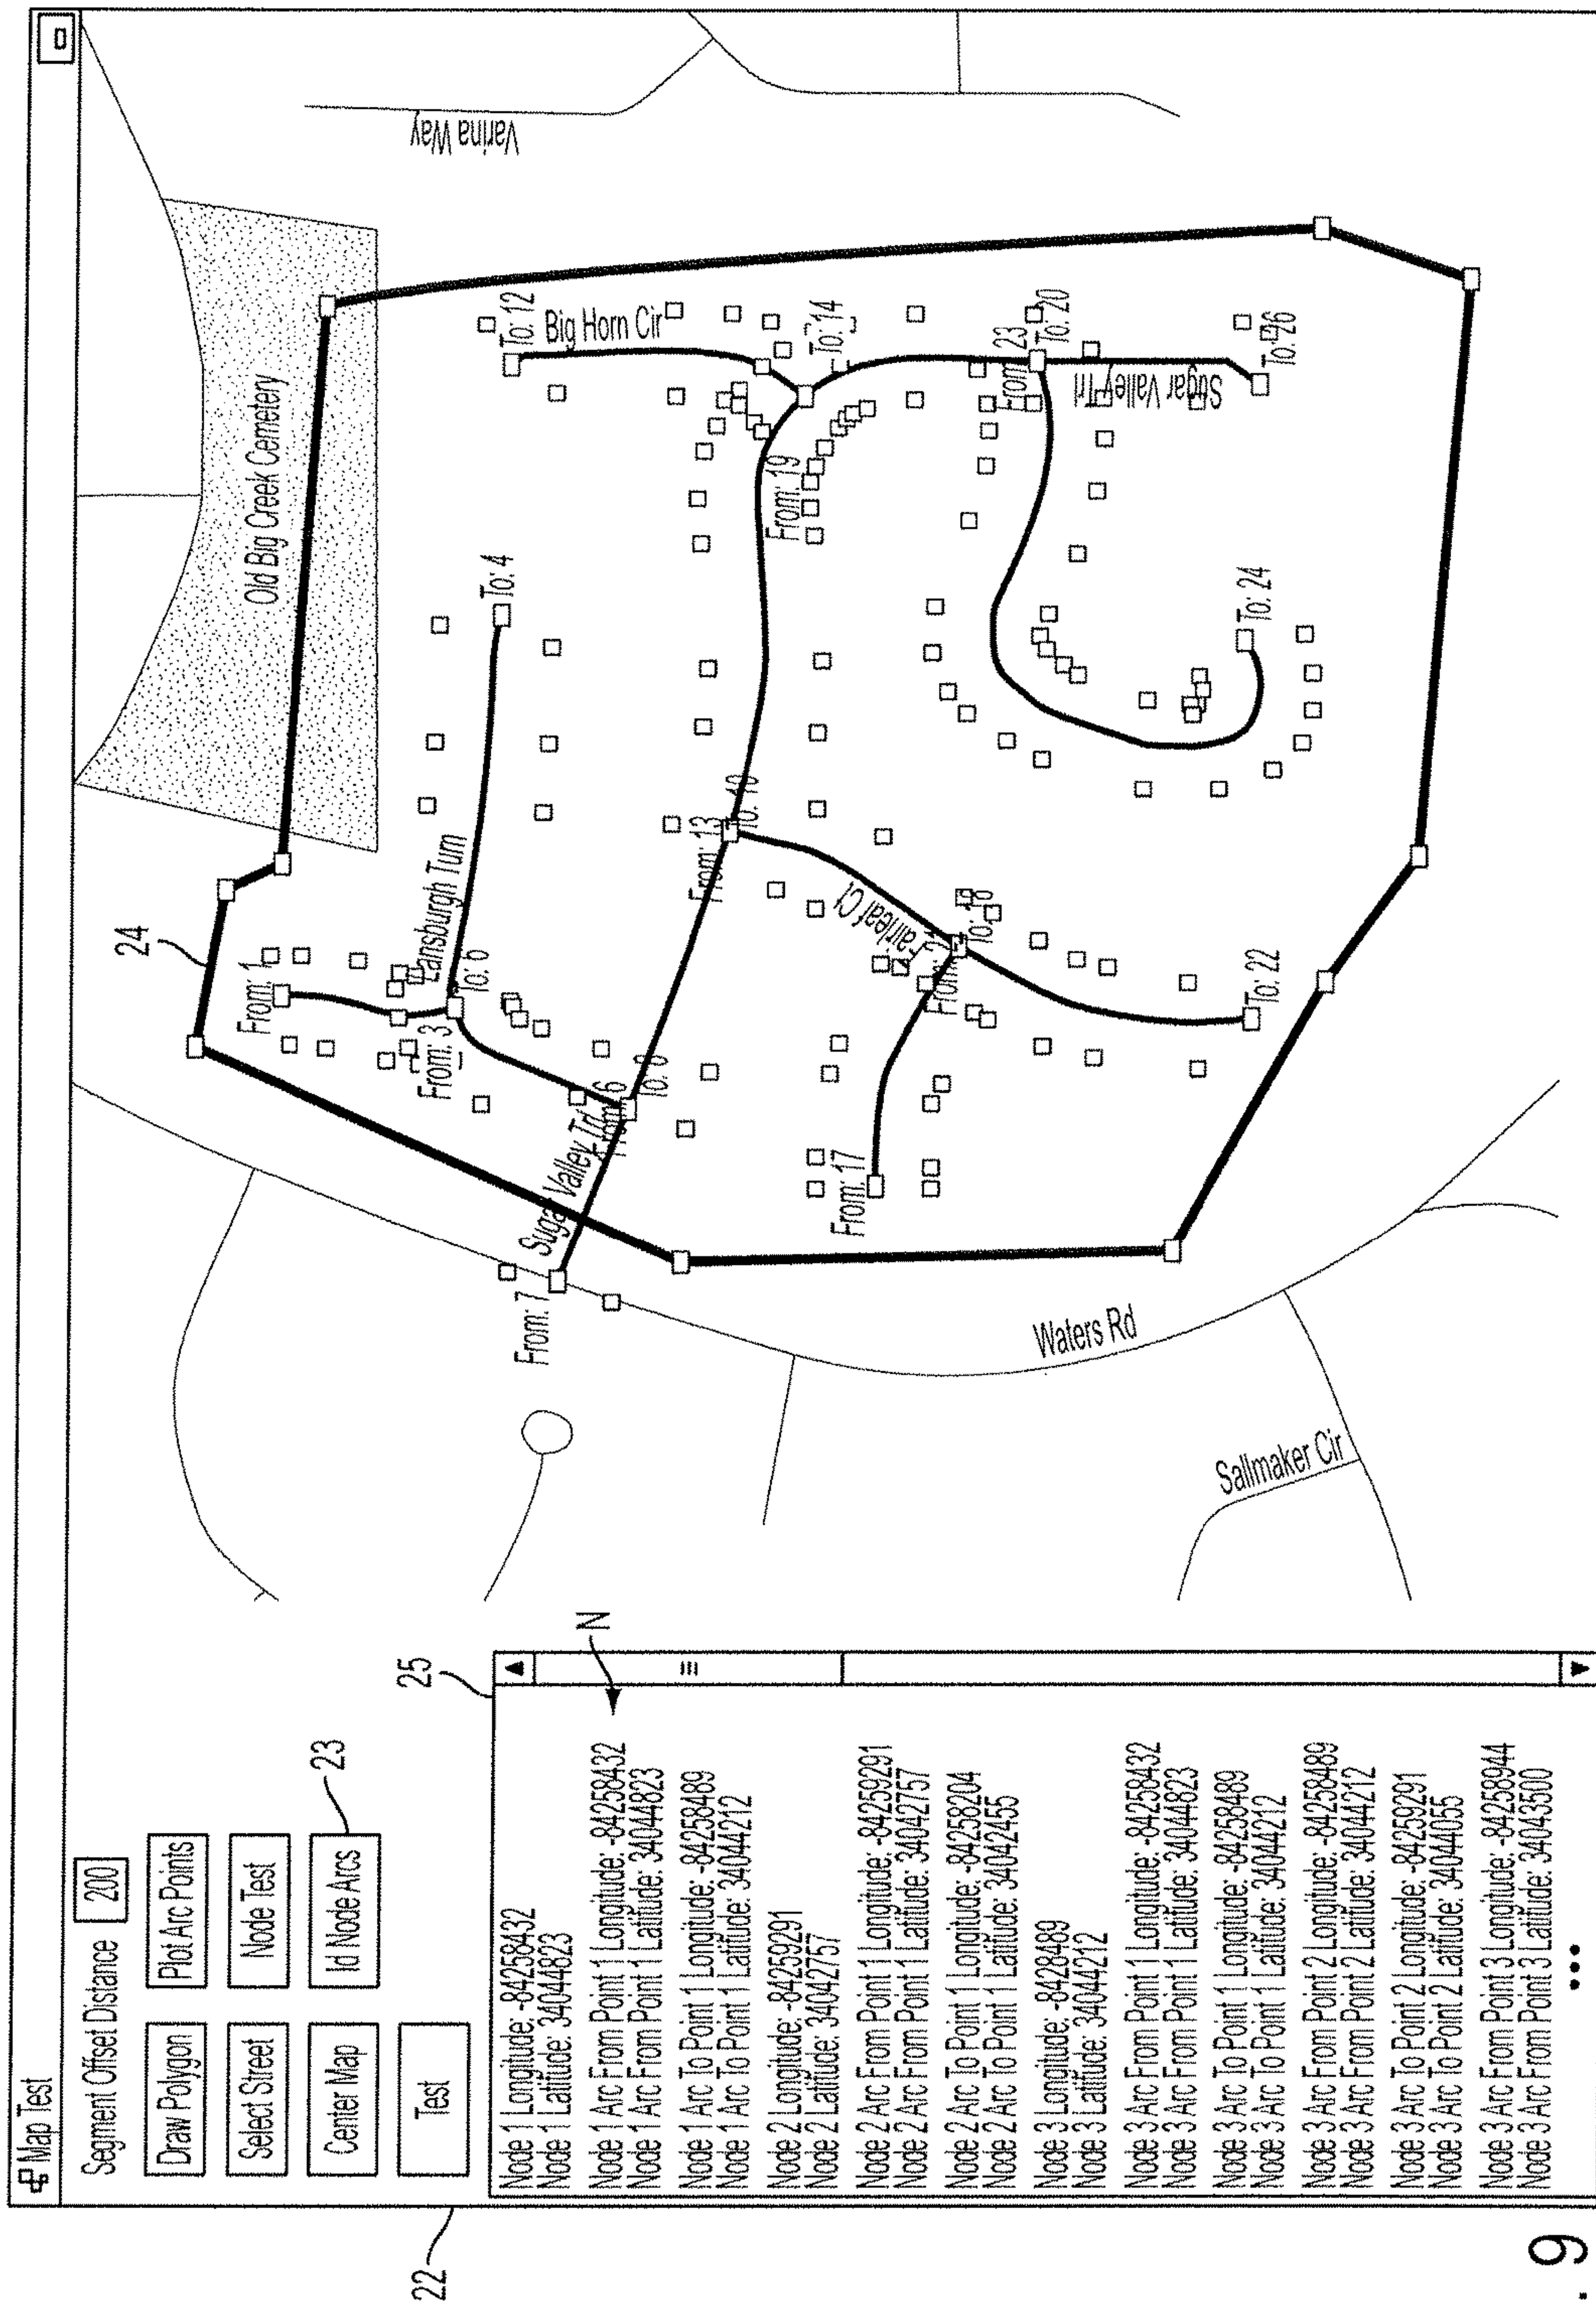 Map Test
Segment Offset Distance 200
Draw Polygon
Plot Arc Points
Select Street
Node Test
Center Map
Id Node Arcs
Test
22
23
25
N
Node 1 Longitude: -84258432
Node 1 Latitude: 34044823
Node 1 Arc From Point 1 Longitude: -84258432
Node 1 Arc From Point 1 Latitude: 34044823
Node 1 Arc To Point 1 Longitude: -84258489
Node 1 Arc To Point 1 Latitude: 34044212
Node 2 Longitude: -84259291
Node 2 Latitude: 34042757
Node 2 Arc From Point 1 Longitude: -84259291
Node 2 Arc From Point 1 Latitude: 34042757
Node 2 Arc To Point 1 Longitude: -84258204
Node 2 Arc To Point 1 Latitude: 34042455
Node 3 Longitude: -8428489
Node 3 Latitude: 34044212
Node 3 Arc From Point 1 Longitude: -84258432
Node 3 Arc From Point 1 Latitude: 34044823
Node 3 Arc To Point 1 Longitude: -84258489
Node 3 Arc To Point 1 Latitude: 34044212
Node 3 Arc From Point 2 Longitude: -84258489
Node 3 Arc From Point 2 Latitude: 34044212
Node 3 Arc To Point 2 Longitude: -84259291
Node 3 Arc To Point 2 Latitude: 34044055
Node 3 Arc From Point 3 Longitude: -84258944
Node 3 Arc From Point 3 Latitude: 34043500
24
Old Big Creek Cemetery
Varina Way
From: 1
Lansburgh Turn
To: 4
To: 12
Big Horn Cir
From: 3
To: 6
Sugar Valley Trl
From: 7
To: 8
From: 13
To: 10
From: 19
To: 14
From: 23
To: 20
Sugar Valley Trl
To: 26
To: 24
Fairleaf Ct
From: 17
From: 21
To: 18
To: 22
Waters Rd
Sallmaker Cir
. 9